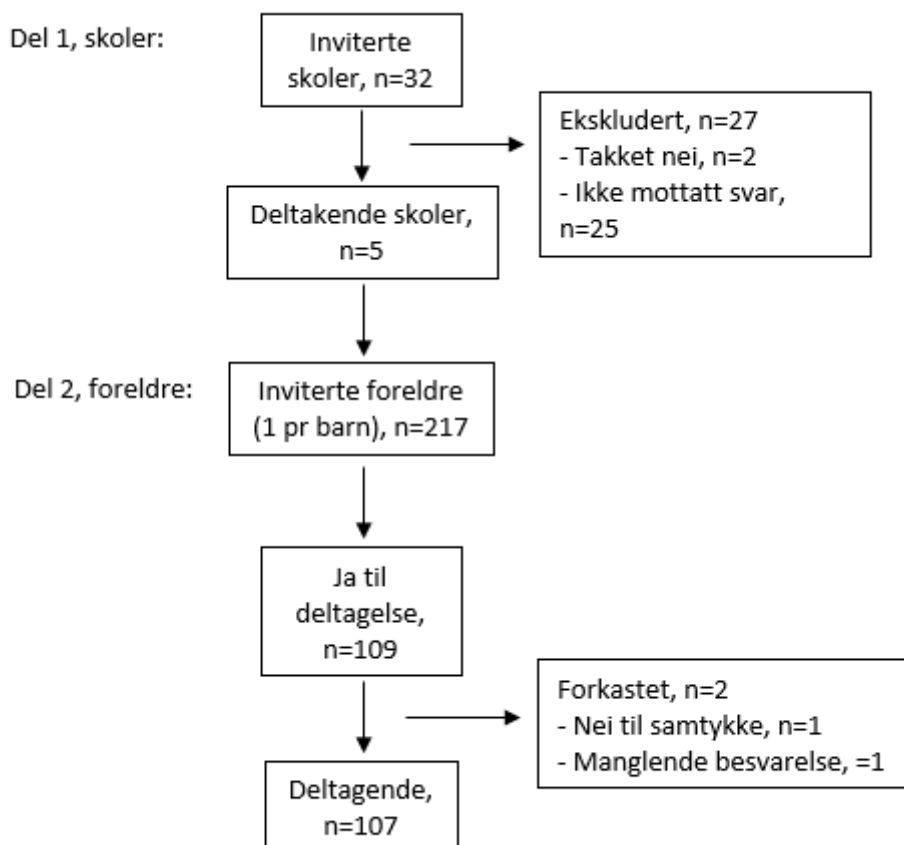 Del 1, skoler:
Inviterte
skoler, n=32
Ekskludert, n=27
- Takket nei, n=2
- Ikke mottatt svar,
n=25
Deltakende skoler,
n=5
Del 2, foreldre:
Inviterte foreldre
(1 pr barn), n=217
Ja til
deltagelse,
n=109
Forkastet, n=2
- Nei til samtykke, n=1
- Manglende besvarelse, =1
Deltagende,
n=107